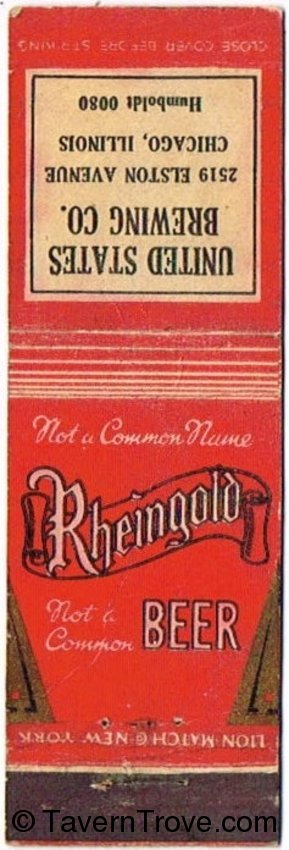 CLOSE COVER BEFORE STRIKING
UNITED STATES
BREWING CO.
2519 ELSTON AVENUE
CHICAGO, ILLINOIS
Humboldt 0080
Not a Common Name
Rheingold
Not a
Common
BEER
LION MATCH CO NEW YORK
© TavernTrove.com